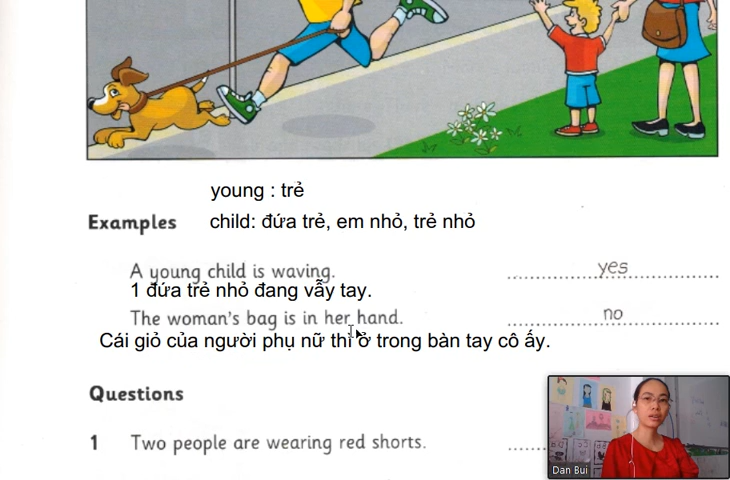 young : trẻ
Examples child: đứa trẻ, em nhỏ, trẻ nhỏ
A young child is waving. yes
1 đứa trẻ nhỏ đang vẫy tay.
The woman's bag is in her hand. no
Cái giỏ của người phụ nữ thì ở trong bàn tay cô ấy.
Questions
1 Two people are wearing red shorts.
Dan Bui